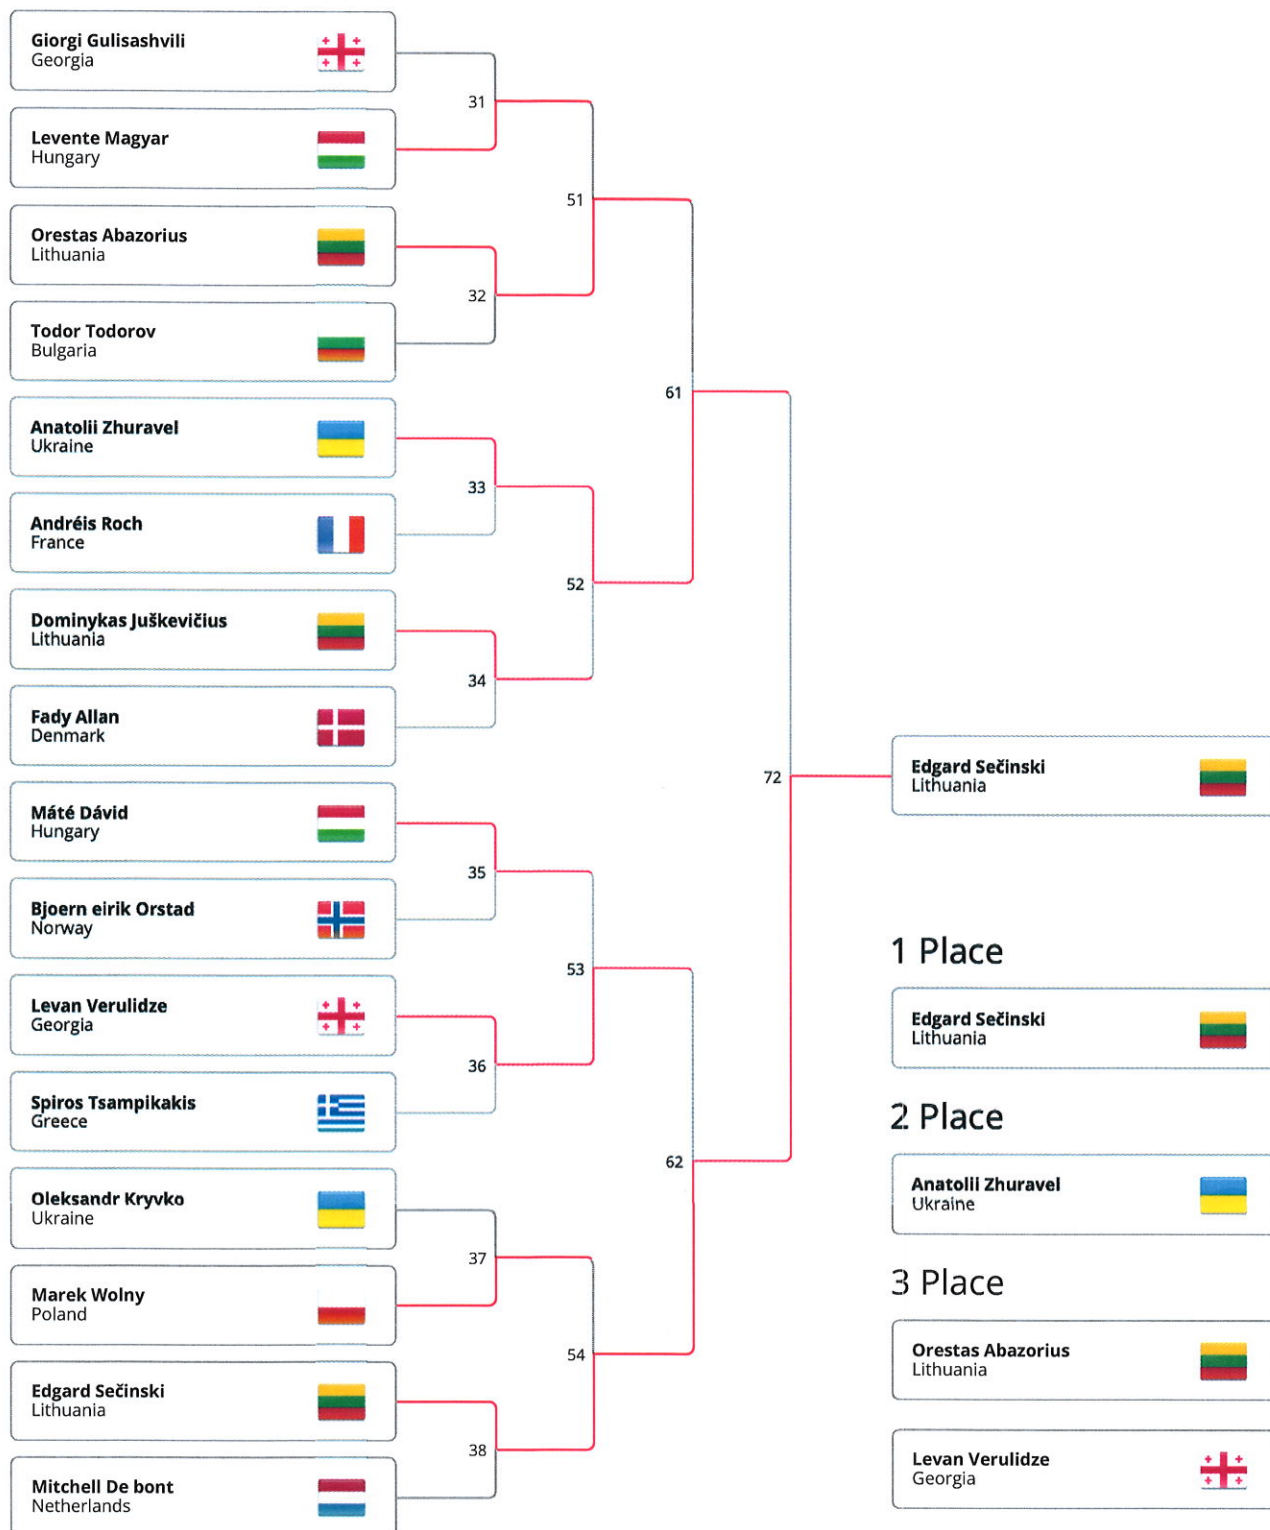 Giorgi Gulisashvili
Georgia
31
Levente Magyar
Hungary
51
Orestas Abazorius
Lithuania
32
Todor Todorov
Bulgaria
61
Anatolii Zhuravel
Ukraine
33
Andréis Roch
France
52
Dominykas Juškevičius
Lithuania
34
Fady Allan
Denmark
72
Edgard Sečinski
Lithuania
Máté Dávid
Hungary
35
Bjoern eirik Orstad
Norway
53
Levan Verulidze
Georgia
36
Spiros Tsampikakis
Greece
62
Oleksandr Kryvko
Ukraine
37
Marek Wolny
Poland
54
Edgard Sečinski
Lithuania
38
Mitchell De bont
Netherlands
1 Place
Edgard Sečinski
Lithuania
2 Place
Anatolii Zhuravel
Ukraine
3 Place
Orestas Abazorius
Lithuania
Levan Verulidze
Georgia